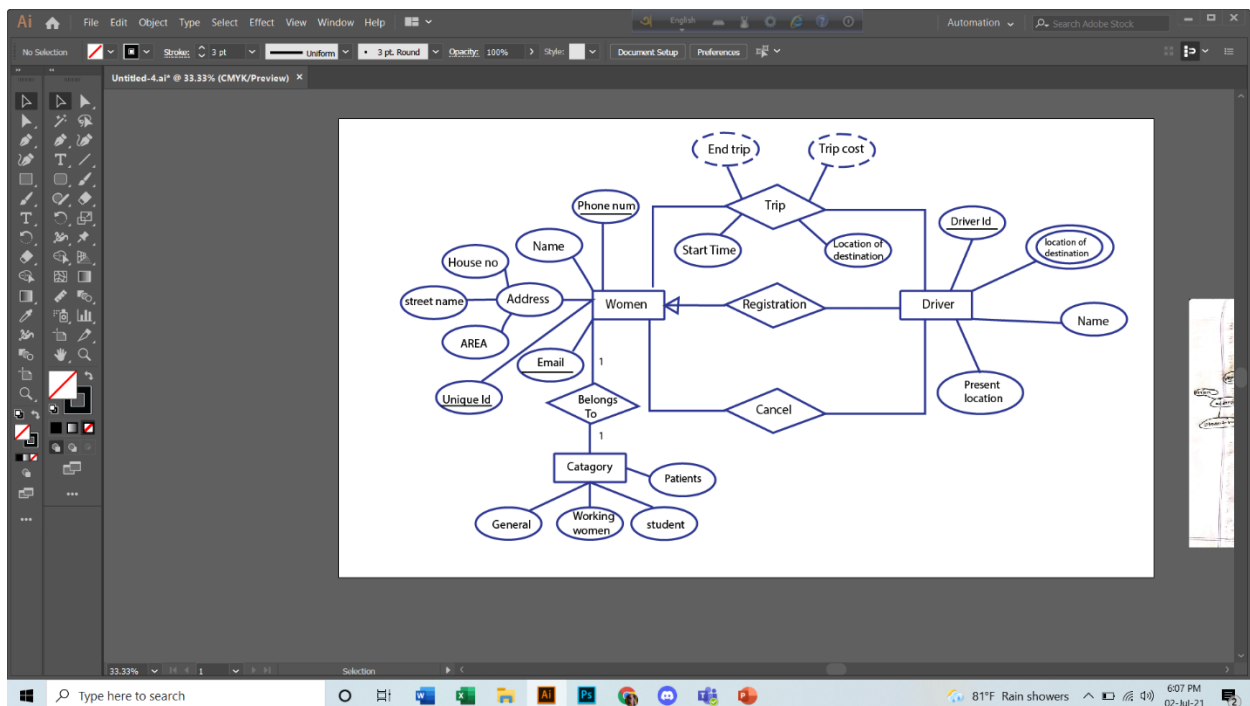 Ai File Edit Object Type Select Effect View Window Help
English
Automation
Search Adobe Stock
No Selection Stroke: 3 pt Uniform 3 pt. Round Opacity: 100% Style: Document Setup Preferences
Untitled-4.ai* @ 33.33% (CMYK/Preview) ×
End trip
Trip cost
Phone num
Trip
Driver Id
Name
Start Time
Location of
destination
location of
destination
House no
street name
Address
Women
Registration
Driver
Name
AREA
Email
1
Unique Id
Belongs
To
Cancel
Present
location
1
Catagory
Patients
General
Working
women
student
33.33% 1 Selection
Type here to search
Ai
Ps
81°F Rain showers
6:07 PM
02-Jul-21
2